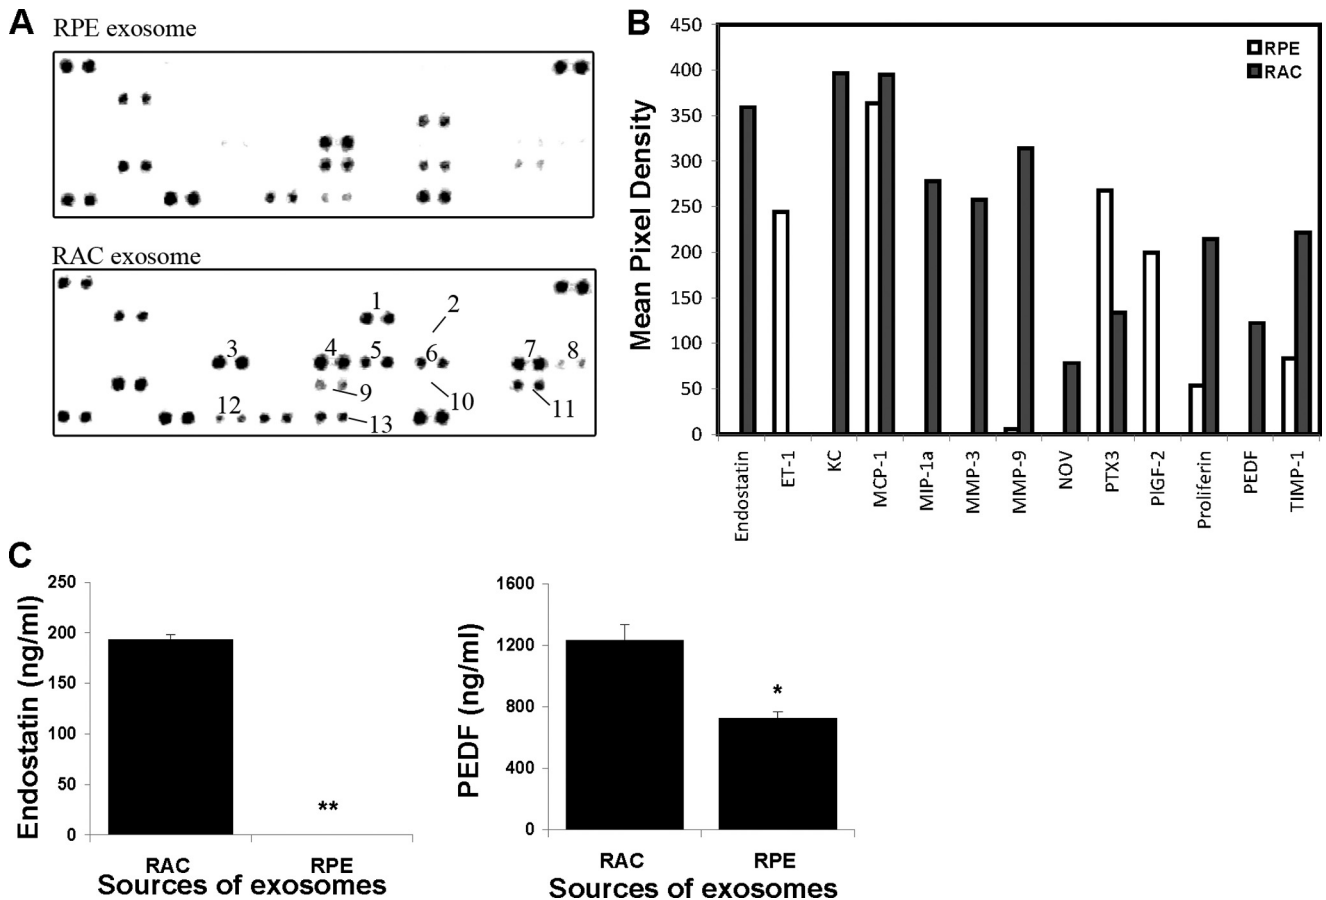 A
RPE exosome
RAC exosome
1
2
3
4
5
6
7
8
9
10
11
12
13
B
Mean Pixel Density
450
400
350
300
250
200
150
100
50
0
RPE
RAC
Endostatin
ET-1
KC
MCP-1
MIP-1a
MMP-3
MMP-9
NOV
PTX3
PlGF-2
Proliferin
PEDF
TIMP-1
C
Endostatin (ng/ml)
250
200
150
100
50
0
**
RAC RPE
Sources of exosomes
PEDF (ng/ml)
1600
1200
800
400
0
*
RAC RPE
Sources of exosomes